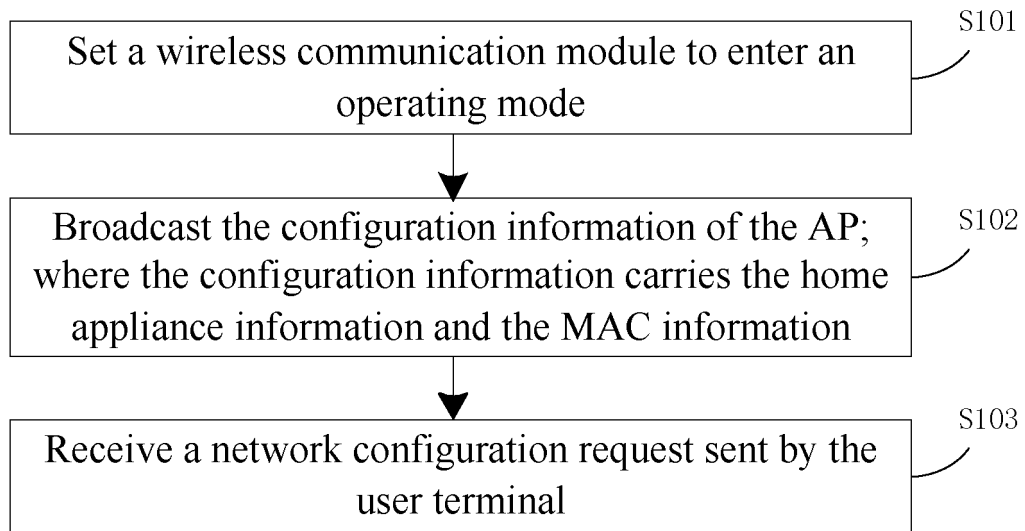 S101
Set a wireless communication module to enter an
operating mode
S102
Broadcast the configuration information of the AP;
where the configuration information carries the home
appliance information and the MAC information
S103
Receive a network configuration request sent by the
user terminal